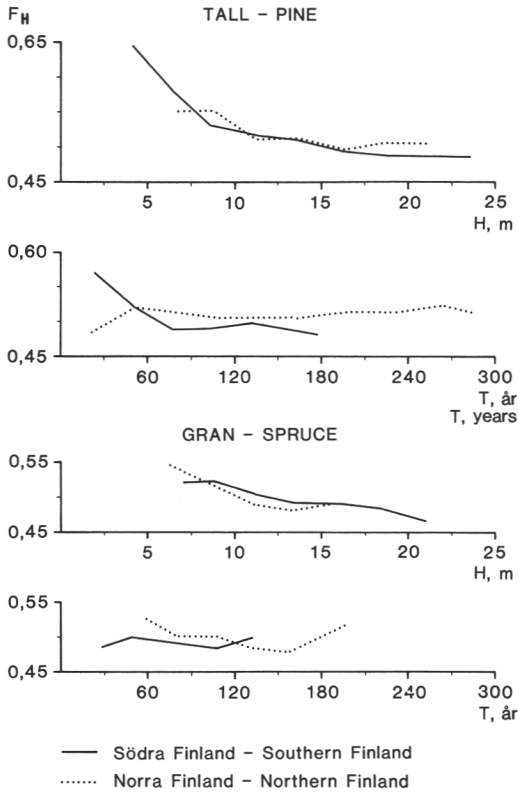 F_H
TALL – PINE
0,65
0,45
5 10 15 20 25
H, m
0,60
0,45
60 120 180 240 300
T, år
T, years
GRAN – SPRUCE
0,55
0,45
5 10 15 20 25
H, m
0,55
0,45
60 120 180 240 300
T, år
Södra Finland – Southern Finland
Norra Finland – Northern Finland